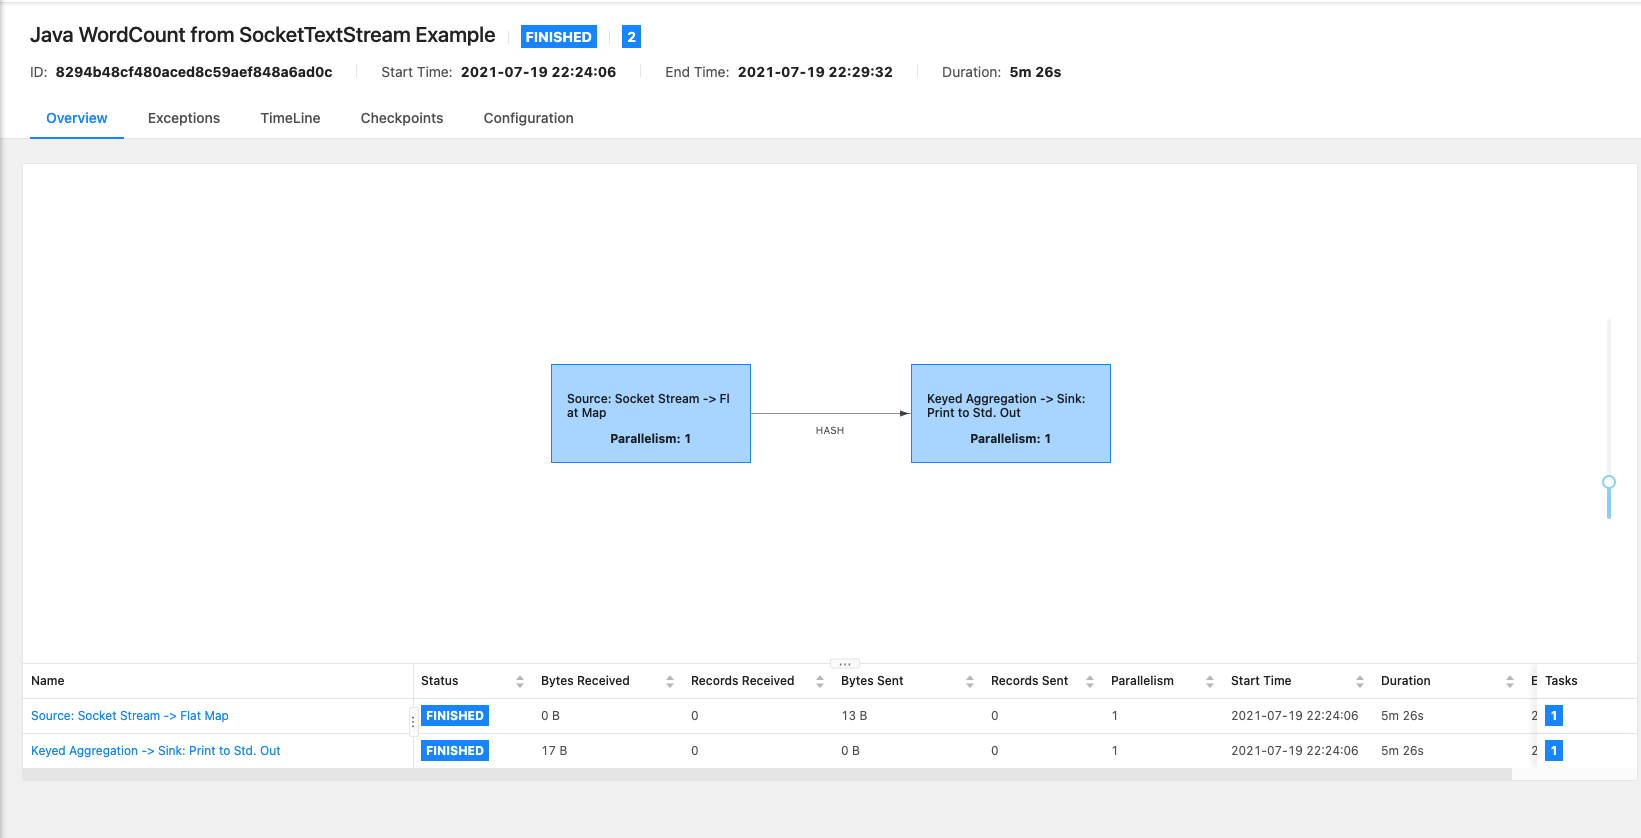 Java WordCount from SocketTextStream Example FINISHED 2
ID: 8294b48cf480aced8c59aef848a6ad0c Start Time: 2021-07-19 22:24:06 End Time: 2021-07-19 22:29:32 Duration: 5m 26s
Overview Exceptions TimeLine Checkpoints Configuration
Source: Socket Stream -> Fl
at Map
Parallelism: 1
HASH
Keyed Aggregation -> Sink:
Print to Std. Out
Parallelism: 1
Name Status Bytes Received Records Received Bytes Sent Records Sent Parallelism Start Time Duration E Tasks
Source: Socket Stream -> Flat Map FINISHED 0 B 0 13 B 0 1 2021-07-19 22:24:06 5m 26s 2 1
Keyed Aggregation -> Sink: Print to Std. Out FINISHED 17 B 0 0 B 0 1 2021-07-19 22:24:06 5m 26s 2 1